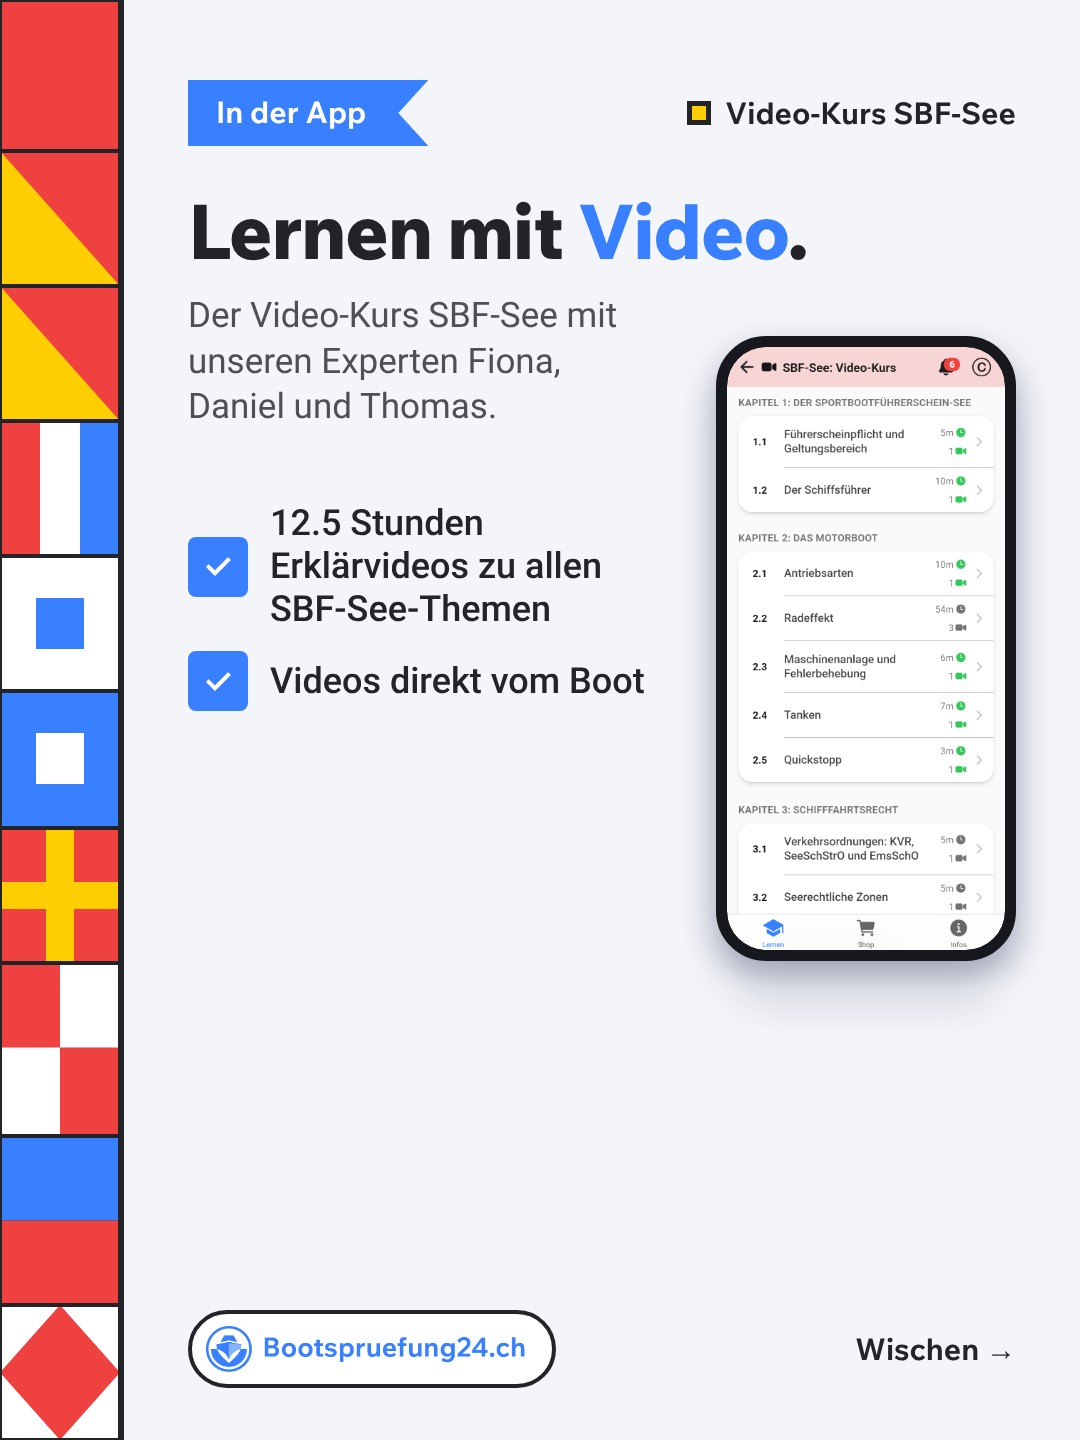 In der App
Video-Kurs SBF-See
Lernen mit Video.
Der Video-Kurs SBF-See mit
unseren Experten Fiona,
Daniel und Thomas.
12.5 Stunden
Erklärvideos zu allen
SBF-See-Themen
Videos direkt vom Boot
SBF-See: Video-Kurs
6
C
KAPITEL 1: DER SPORTBOOTFÜHRERSCHEIN-SEE
1.1 Führerscheinpflicht und 5m
Geltungsbereich 1
1.2 Der Schiffsführer 10m
1
KAPITEL 2: DAS MOTORBOOT
2.1 Antriebsarten 10m
1
2.2 Radeffekt 54m
3
2.3 Maschinenanlage und 6m
Fehlerbehebung 1
2.4 Tanken 7m
1
2.5 Quickstopp 3m
1
KAPITEL 3: SCHIFFFAHRTSRECHT
3.1 Verkehrsordnungen: KVR, 5m
SeeSchStrO und EmsSchO 1
3.2 Seerechtliche Zonen 5m
1
Lernen Shop Infos
Bootspruefung24.ch
Wischen →